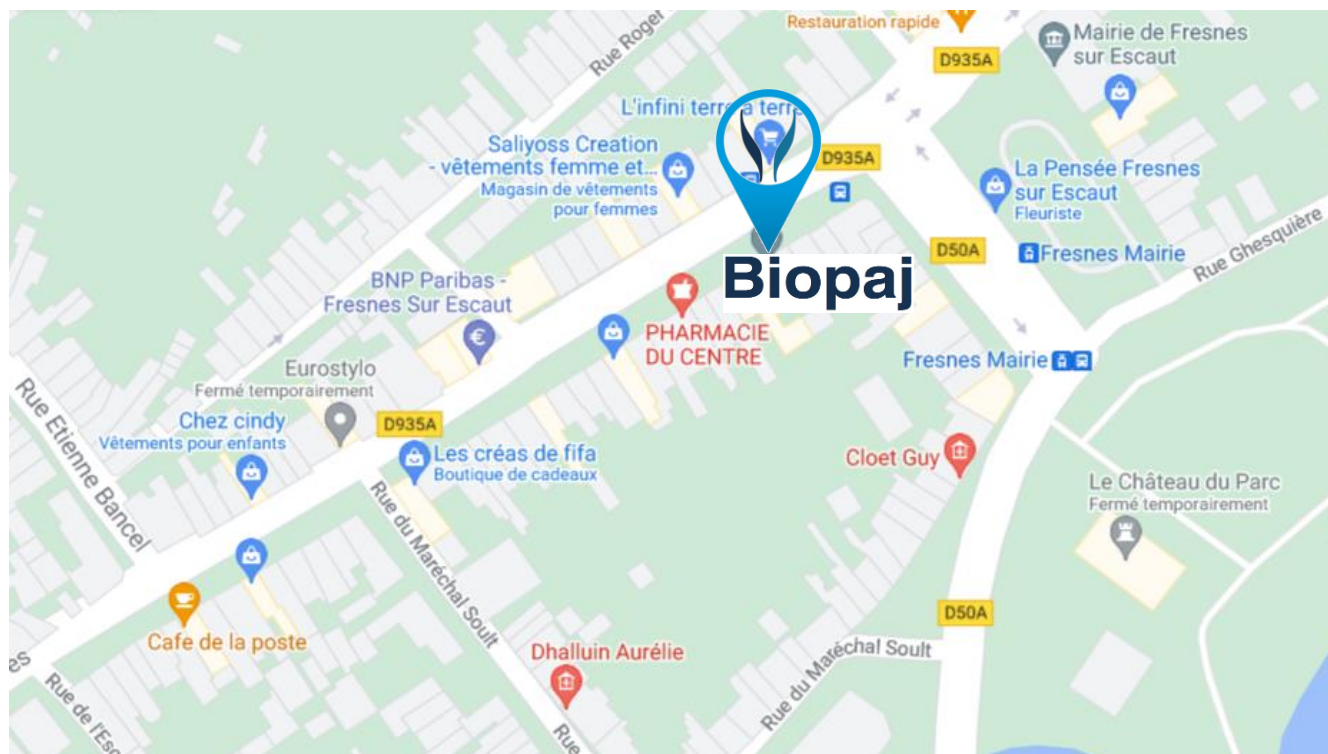 Restauration rapide
D935A
Mairie de Fresnes
sur Escaut
Rue Roger
L'infini terre à terre
Saliyoss Creation
- vêtements femme et...
Magasin de vêtements
pour femmes
D935A
La Pensée Fresnes
sur Escaut
Fleuriste
Rue Ghesquière
D50A
Fresnes Mairie
Biopaj
BNP Paribas -
Fresnes Sur Escaut
€
PHARMACIE
DU CENTRE
Fresnes Mairie
Eurostylo
Fermé temporairement
Rue Etienne Bancel
Chez cindy
Vêtements pour enfants
D935A
Les créas de fifa
Boutique de cadeaux
Cloet Guy
Le Château du Parc
Fermé temporairement
Rue du Maréchal Soult
D50A
Cafe de la poste
Dhalluin Aurélie
Rue du Maréchal Soult
Rue de l'Esc
Rue